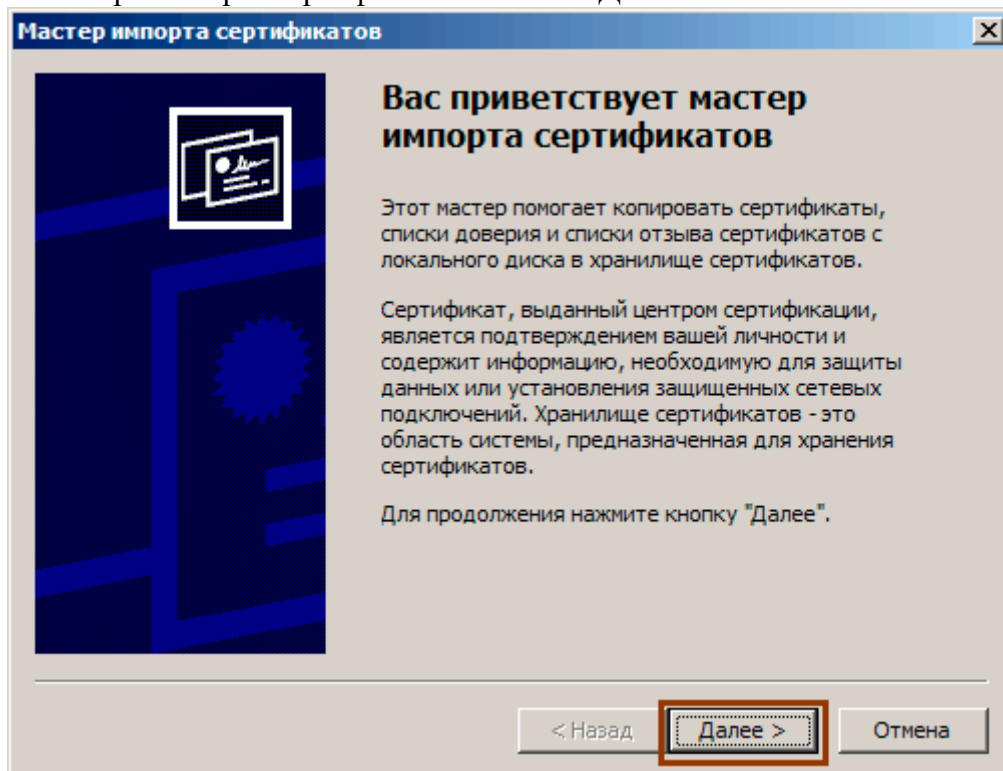 Мастер импорта сертификатов
Вас приветствует мастер
импорта сертификатов
Этот мастер помогает копировать сертификаты,
списки доверия и списки отзыва сертификатов с
локального диска в хранилище сертификатов.
Сертификат, выданный центром сертификации,
является подтверждением вашей личности и
содержит информацию, необходимую для защиты
данных или установления защищенных сетевых
подключений. Хранилище сертификатов - это
область системы, предназначенная для хранения
сертификатов.
Для продолжения нажмите кнопку "Далее".
< Назад Далее > Отмена